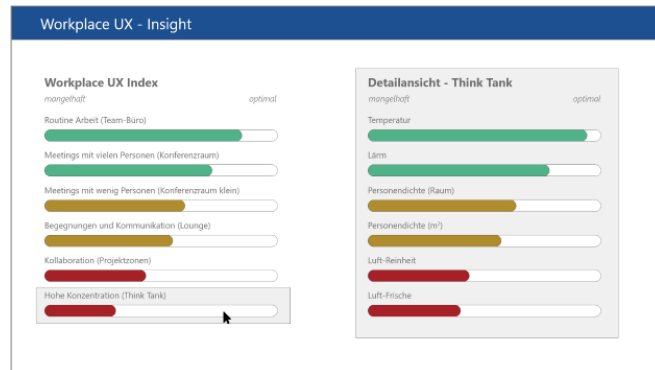 Workplace UX - Insight
Workplace UX Index
mangelhaft optimal
Routine Arbeit (Team-Büro)
Meetings mit vielen Personen (Konferenzraum)
Meetings mit wenig Personen (Konferenzraum klein)
Begegnungen und Kommunikation (Lounge)
Kollaboration (Projektzonen)
Hohe Konzentration (Think Tank)
Detailansicht - Think Tank
mangelhaft optimal
Temperatur
Lärm
Personendichte (Raum)
Personendichte (m²)
Luft-Reinheit
Luft-Frische